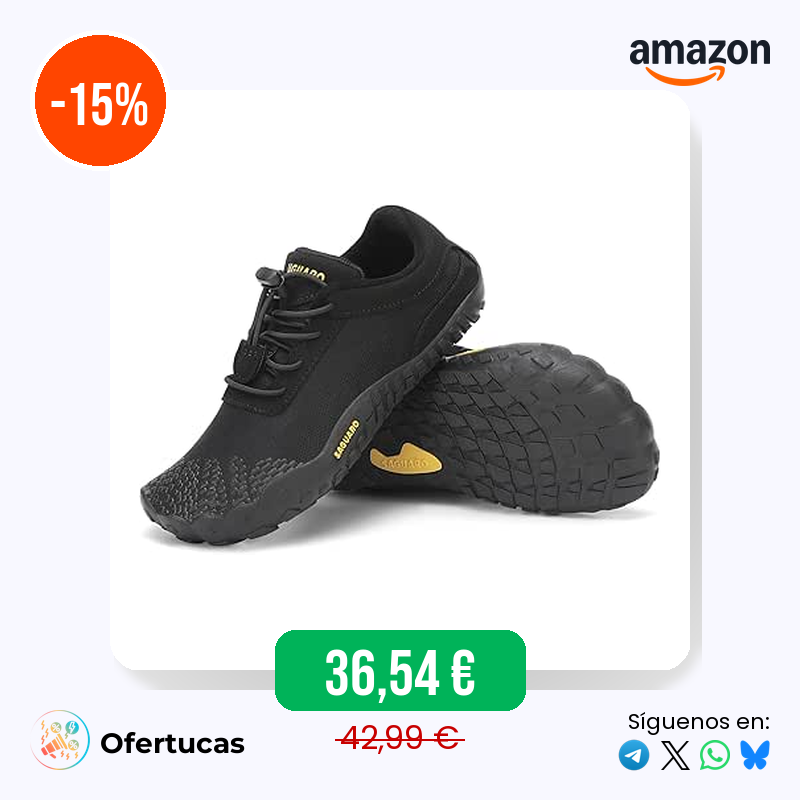 -15%
amazon
SAGUARO
SAGUARO
SAGUARO
36,54 €
42,99 €
Ofertucas
Síguenos en: